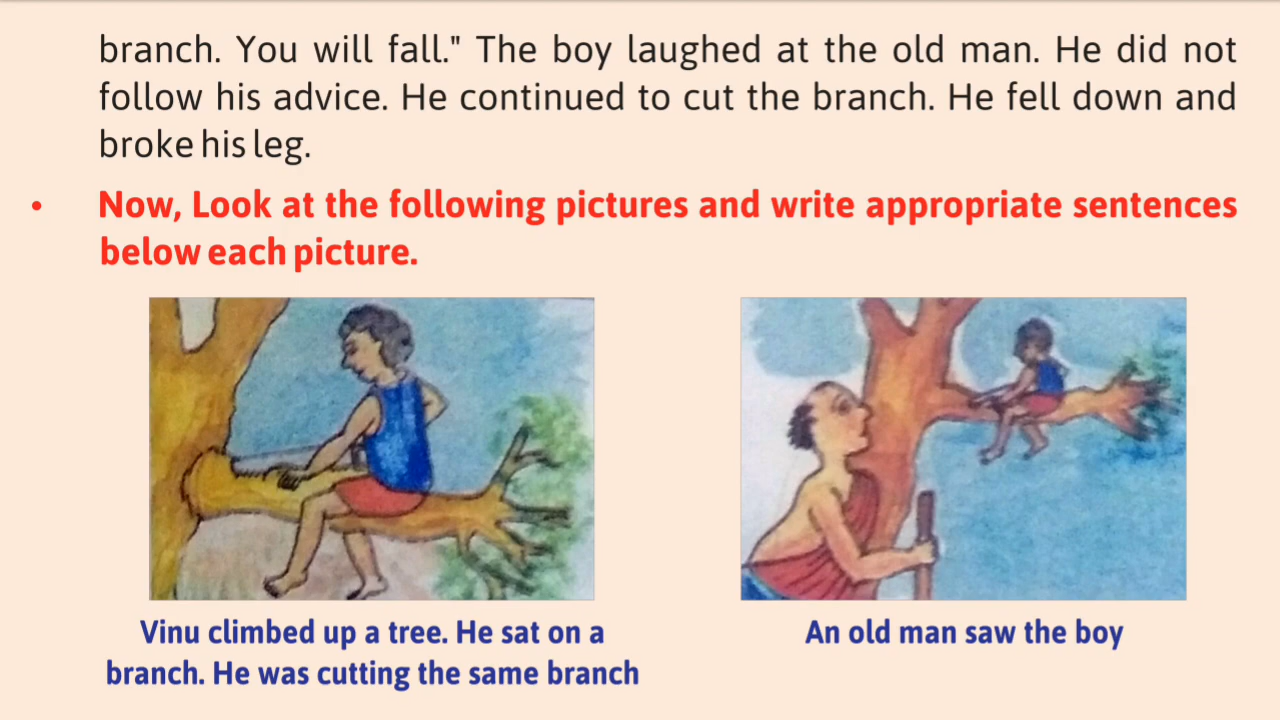 branch. You will fall." The boy laughed at the old man. He did not
follow his advice. He continued to cut the branch. He fell down and
broke his leg.
• Now, Look at the following pictures and write appropriate sentences
below each picture.
Vinu climbed up a tree. He sat on a
branch. He was cutting the same branch
An old man saw the boy